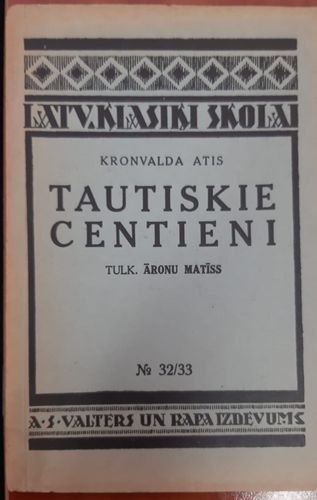 LATV. KLASIĶI SKOLAI
KRONVALDA ATIS
TAUTISKIE
CENTIENI
TULK. ĀRONU MATĪSS
№ 32/33
A·S·VALTERS UN RAPA IZDEVUMS